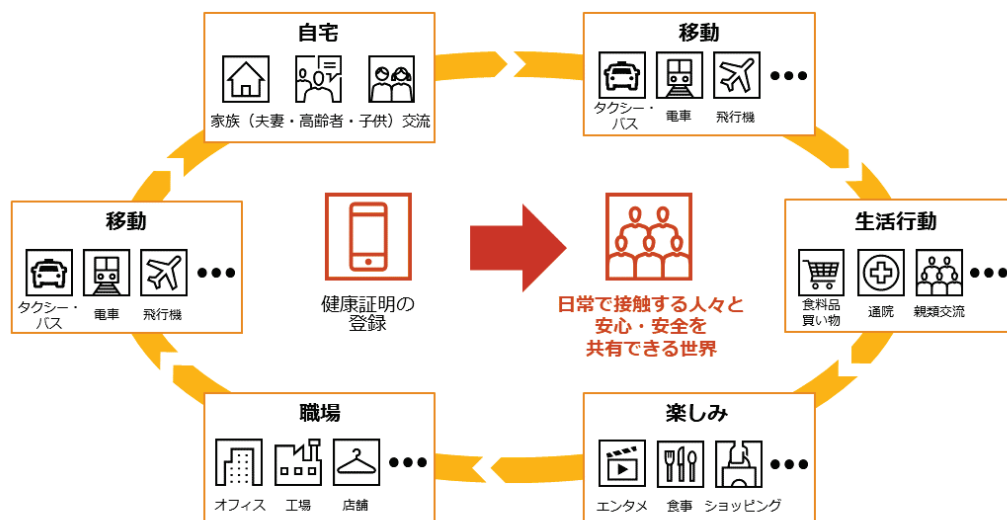 自宅
家族（夫妻・高齢者・子供）交流
移動
タクシー・
バス
電車
飛行機
生活行動
食料品
買い物
通院
親類交流
楽しみ
エンタメ
食事
ショッピング
職場
オフィス
工場
店舗
移動
タクシー・
バス
電車
飛行機
健康証明の
登録
日常で接触する人々と
安心・安全を
共有できる世界